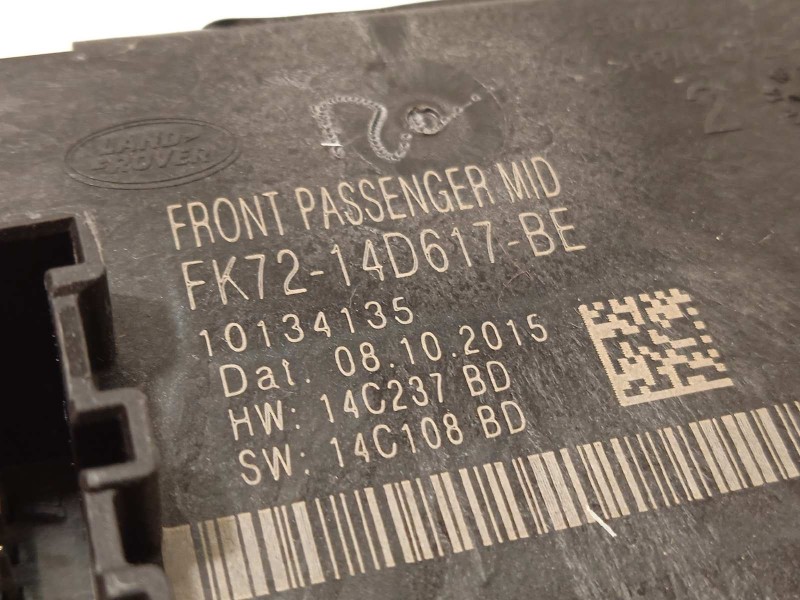 LAND
ROVER
FRONT PASSENGER MID
FK72-14D617-BE
10134135
Dat: 08.10.2015
HW: 14C237 BD
SW: 14C108 BD
2